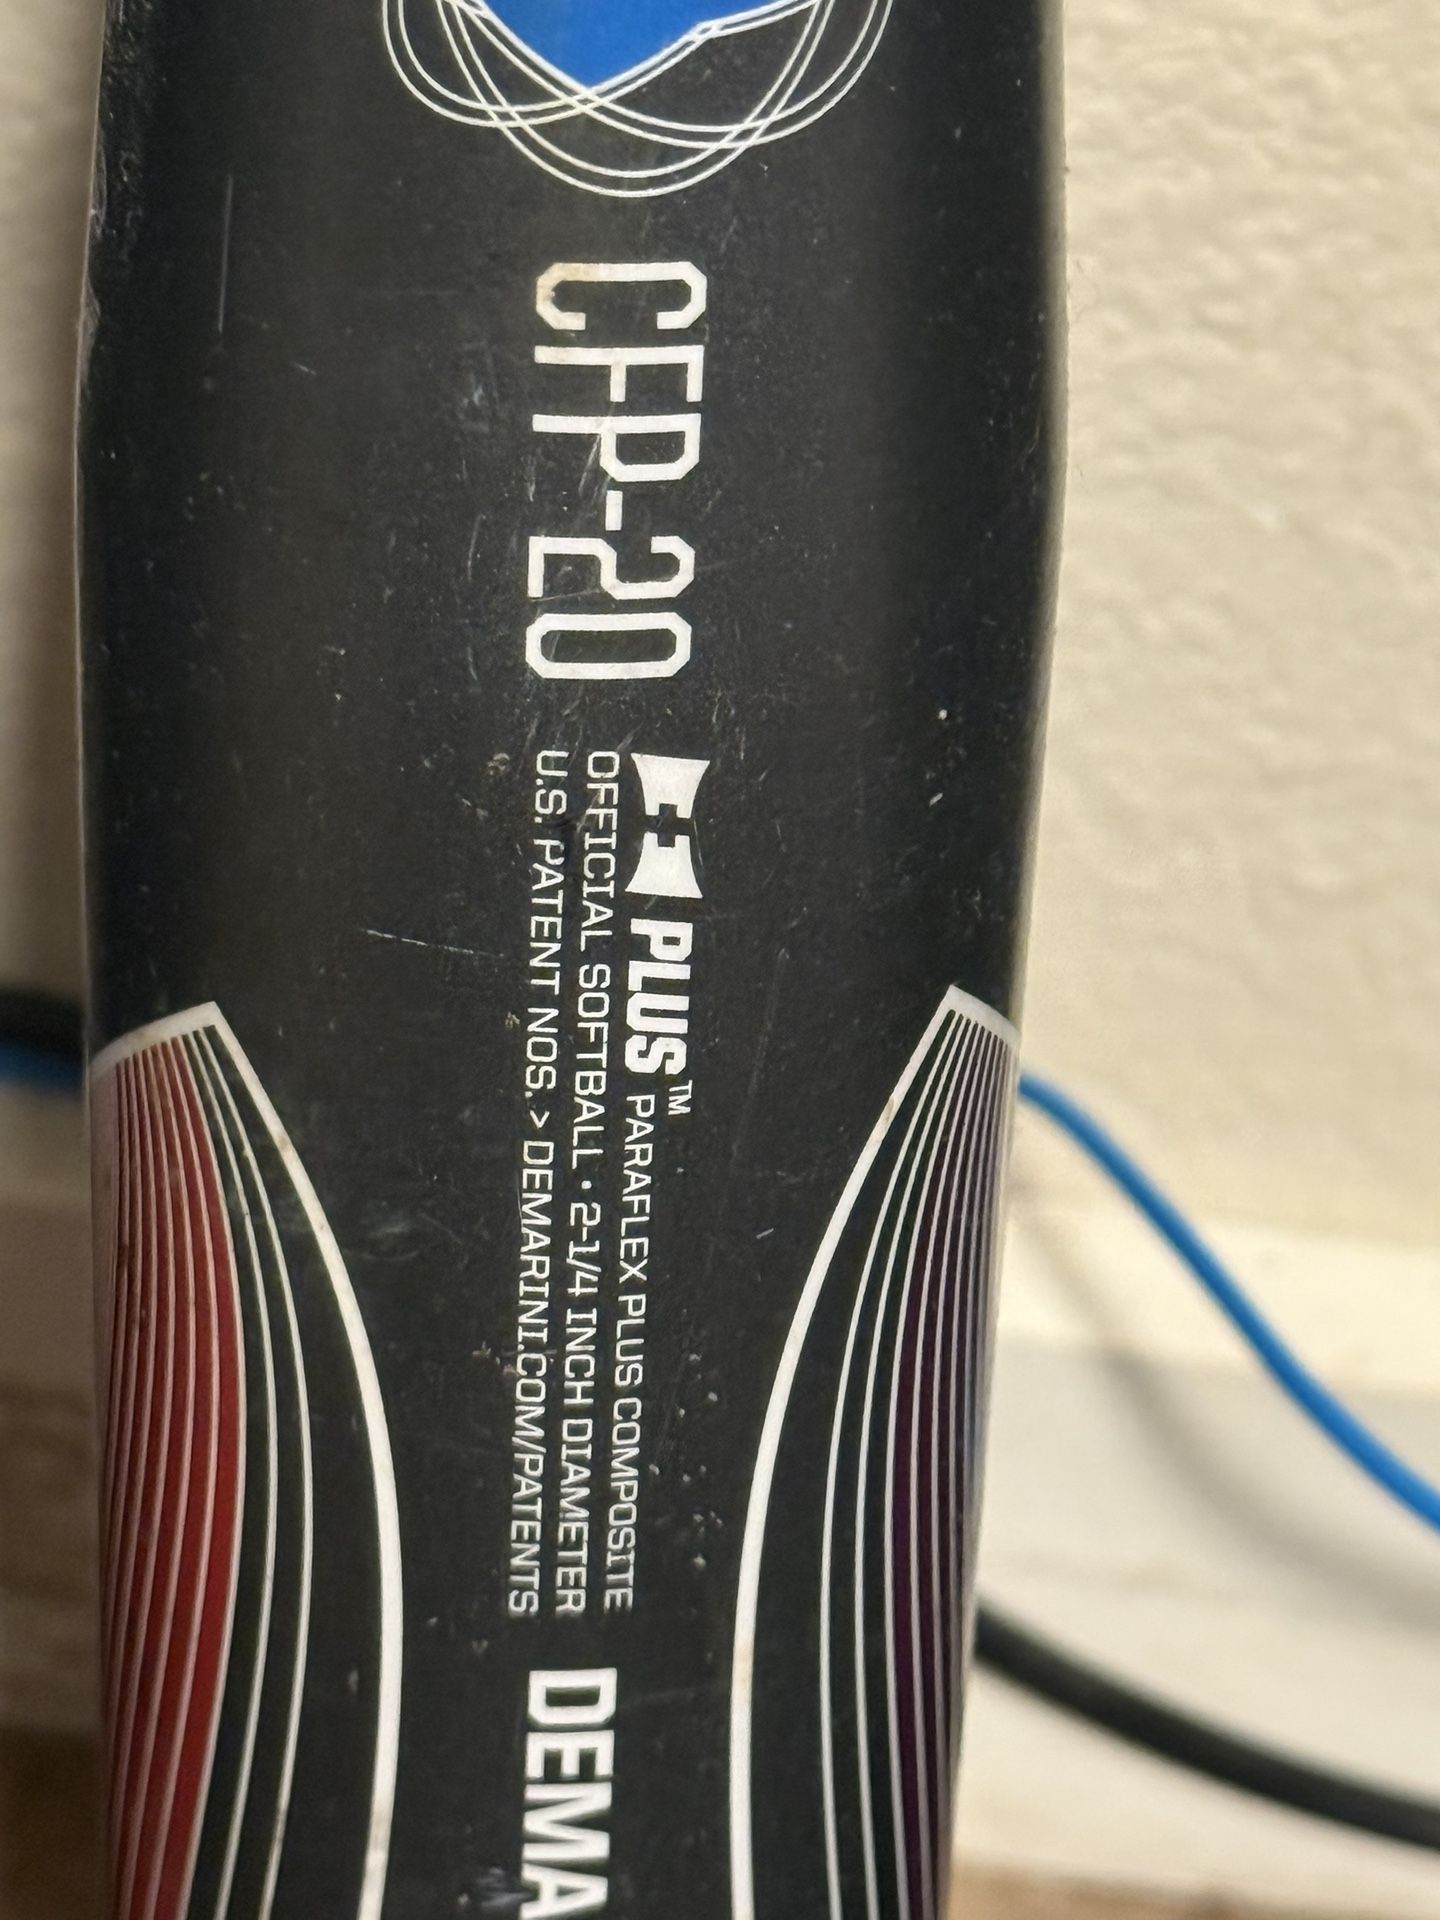 CFP-20
PLUS™ PARAFLEX PLUS COMPOSITE
OFFICIAL SOFTBALL • 2-1/4 INCH DIAMETER
U.S. PATENT NOS. > DEMARINI.COM/PATENTS
DEMA